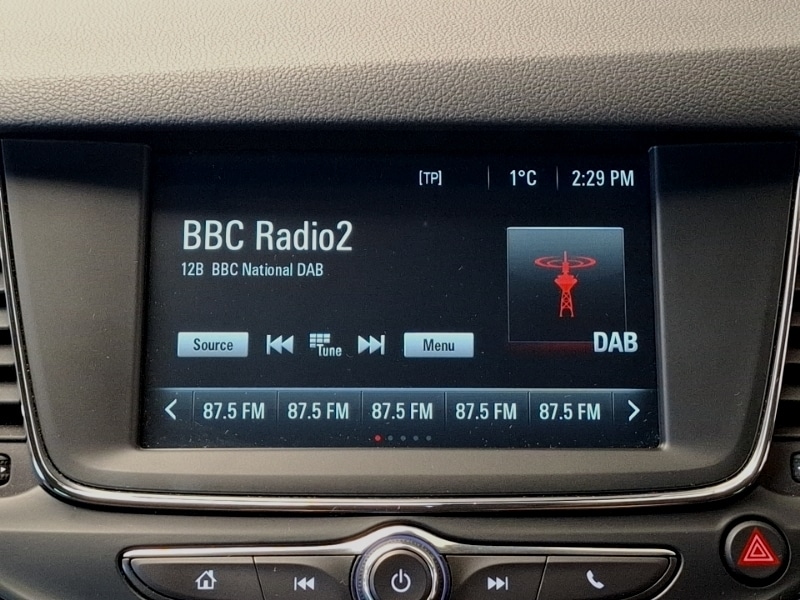 [TP] 1°C 2:29 PM
BBC Radio2
12B BBC National DAB
Source Tune Menu
DAB
87.5 FM 87.5 FM 87.5 FM 87.5 FM 87.5 FM